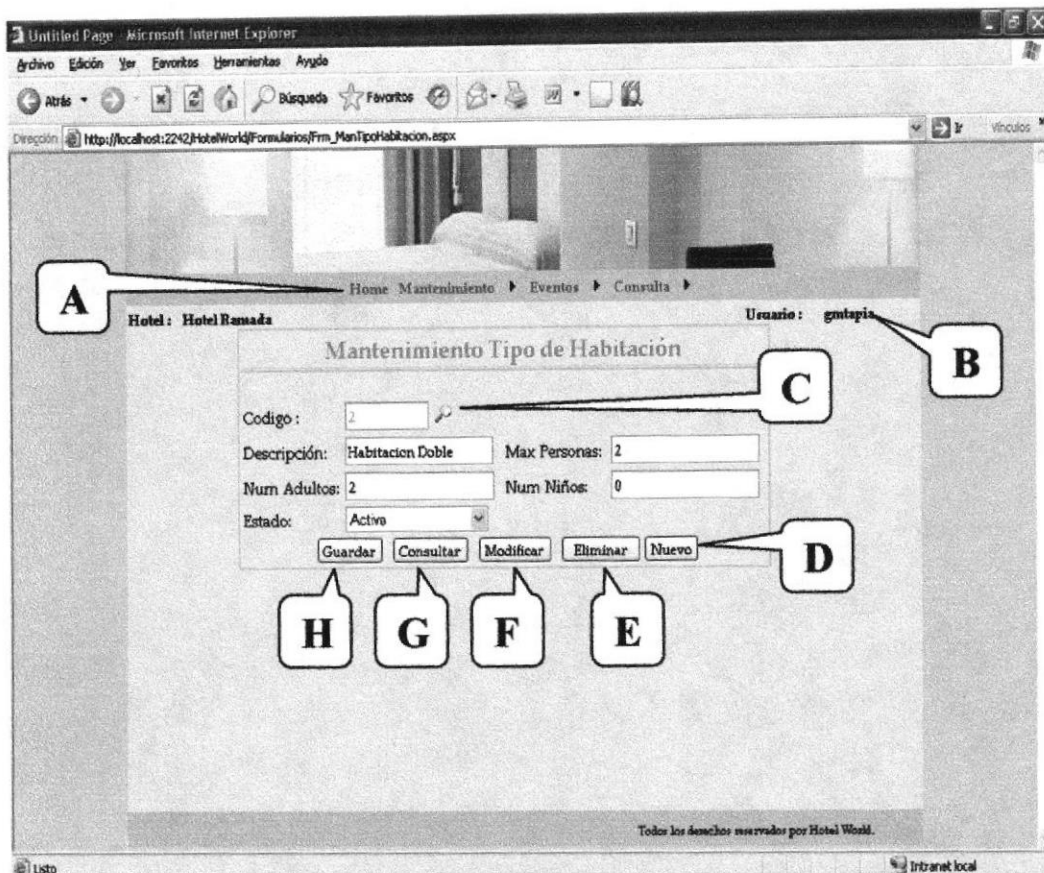 Untitled Page - Microsoft Internet Explorer
Archivo Edición Ver Favoritos Herramientas Ayuda
Atrás Búsqueda Favoritos
Dirección http://localhost:2242/HotelWorld/Formularios/Frm_ManTipoHabitacion.aspx Ir Vínculos »
A
Home Mantenimiento Eventos Consulta
Hotel : Hotel Ramada Usuario : gmtapia
B
Mantenimiento Tipo de Habitación
C
Codigo : 2
Descripción: Habitacion Doble Max Personas: 2
Num Adultos: 2 Num Niños: 0
Estado: Activo
Guardar Consultar Modificar Eliminar Nuevo
D
H G F E
Todos los derechos reservados por Hotel World.
Listo Intranet local